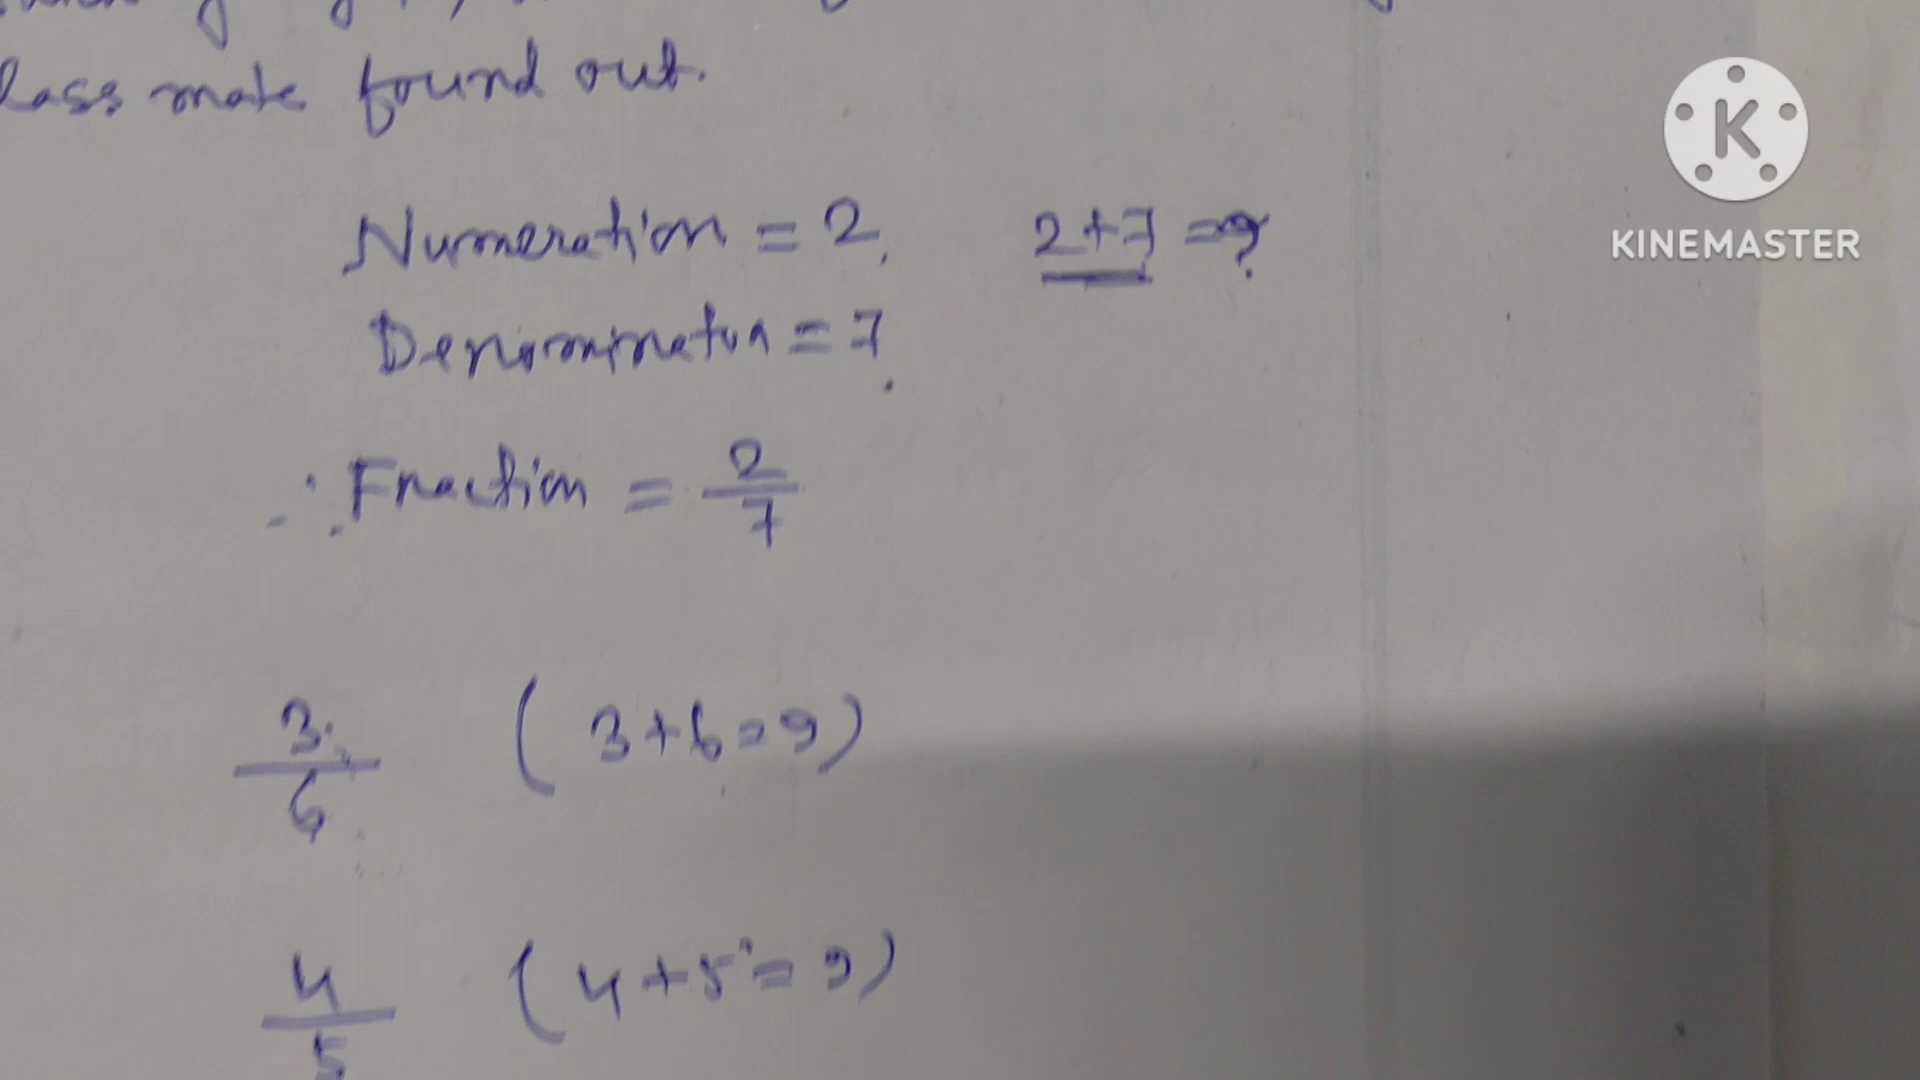 lass mate found out.
Numeration = 2. 2+7 = 9
Denominator = 7.
∴ Fraction = 2/7
3/6 (3+6=9)
4/5 (4+5=9)
K
KINEMASTER